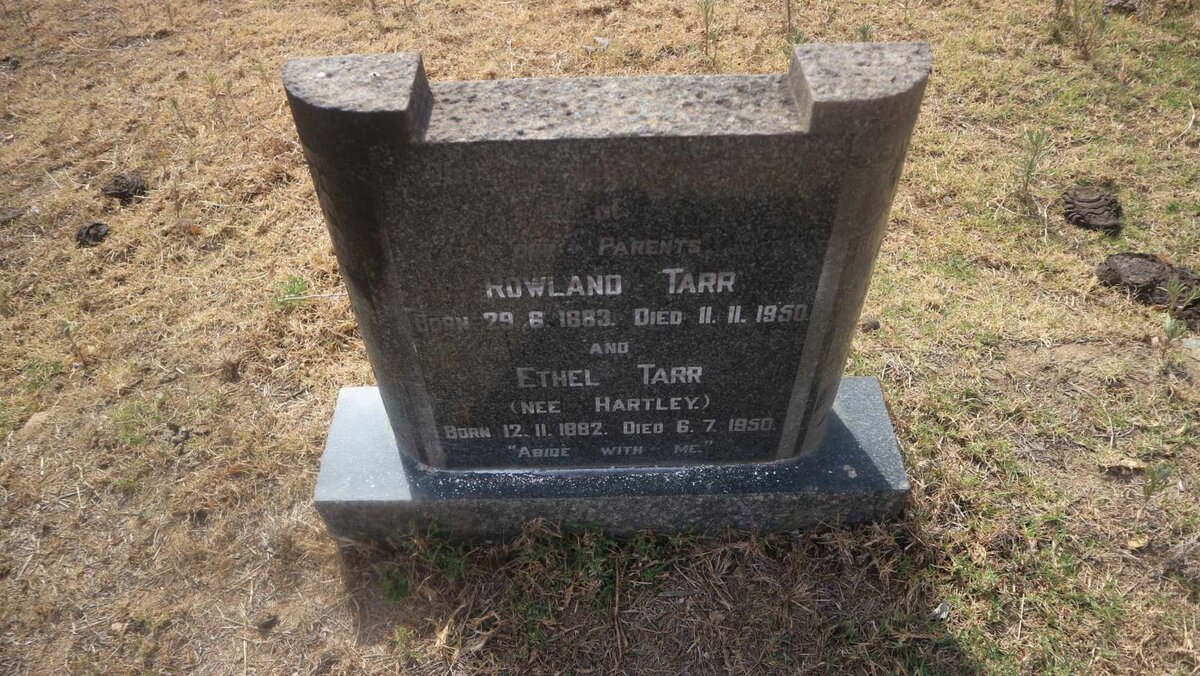 OF
PARENTS
ROWLAND TARR
BORN 29. 6. 1883. DIED 11. 11. 1950.
AND
ETHEL TARR
(NEE HARTLEY.)
BORN 12. 11. 1882. DIED 6. 7. 1950.
"ABIDE WITH ME."